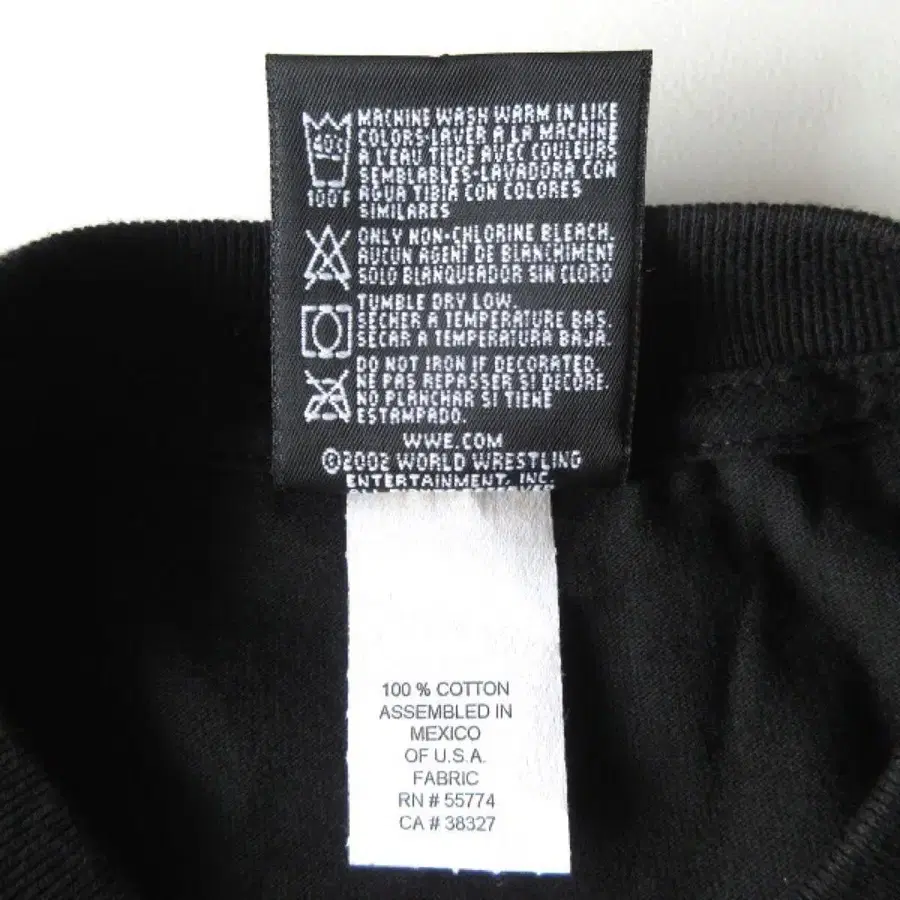 40C
100°F
MACHINE WASH WARM IN LIKE
COLORS-LAVER A LA MACHINE
A L'EAU TIEDE AVEC COULEURS
SEMBLABLES-LAVADORA CON
AGUA TIBIA CON COLORES
SIMILARES
ONLY NON-CHLORINE BLEACH.
AUCUN AGENT DE BLANCHIMENT
SOLO BLANQUEADOR SIN CLORO
TUMBLE DRY LOW.
SECHER A TEMPERATURE BAS.
SECAR A TEMPERATURA BAJA.
DO NOT IRON IF DECORATED.
NE PAS REPASSER SI DECORE.
NO PLANCHAR SI TIENE
ESTAMPADO.
WWE.COM
©2002 WORLD WRESTLING
ENTERTAINMENT, INC.
100 % COTTON
ASSEMBLED IN
MEXICO
OF U.S.A.
FABRIC
RN # 55774
CA # 38327